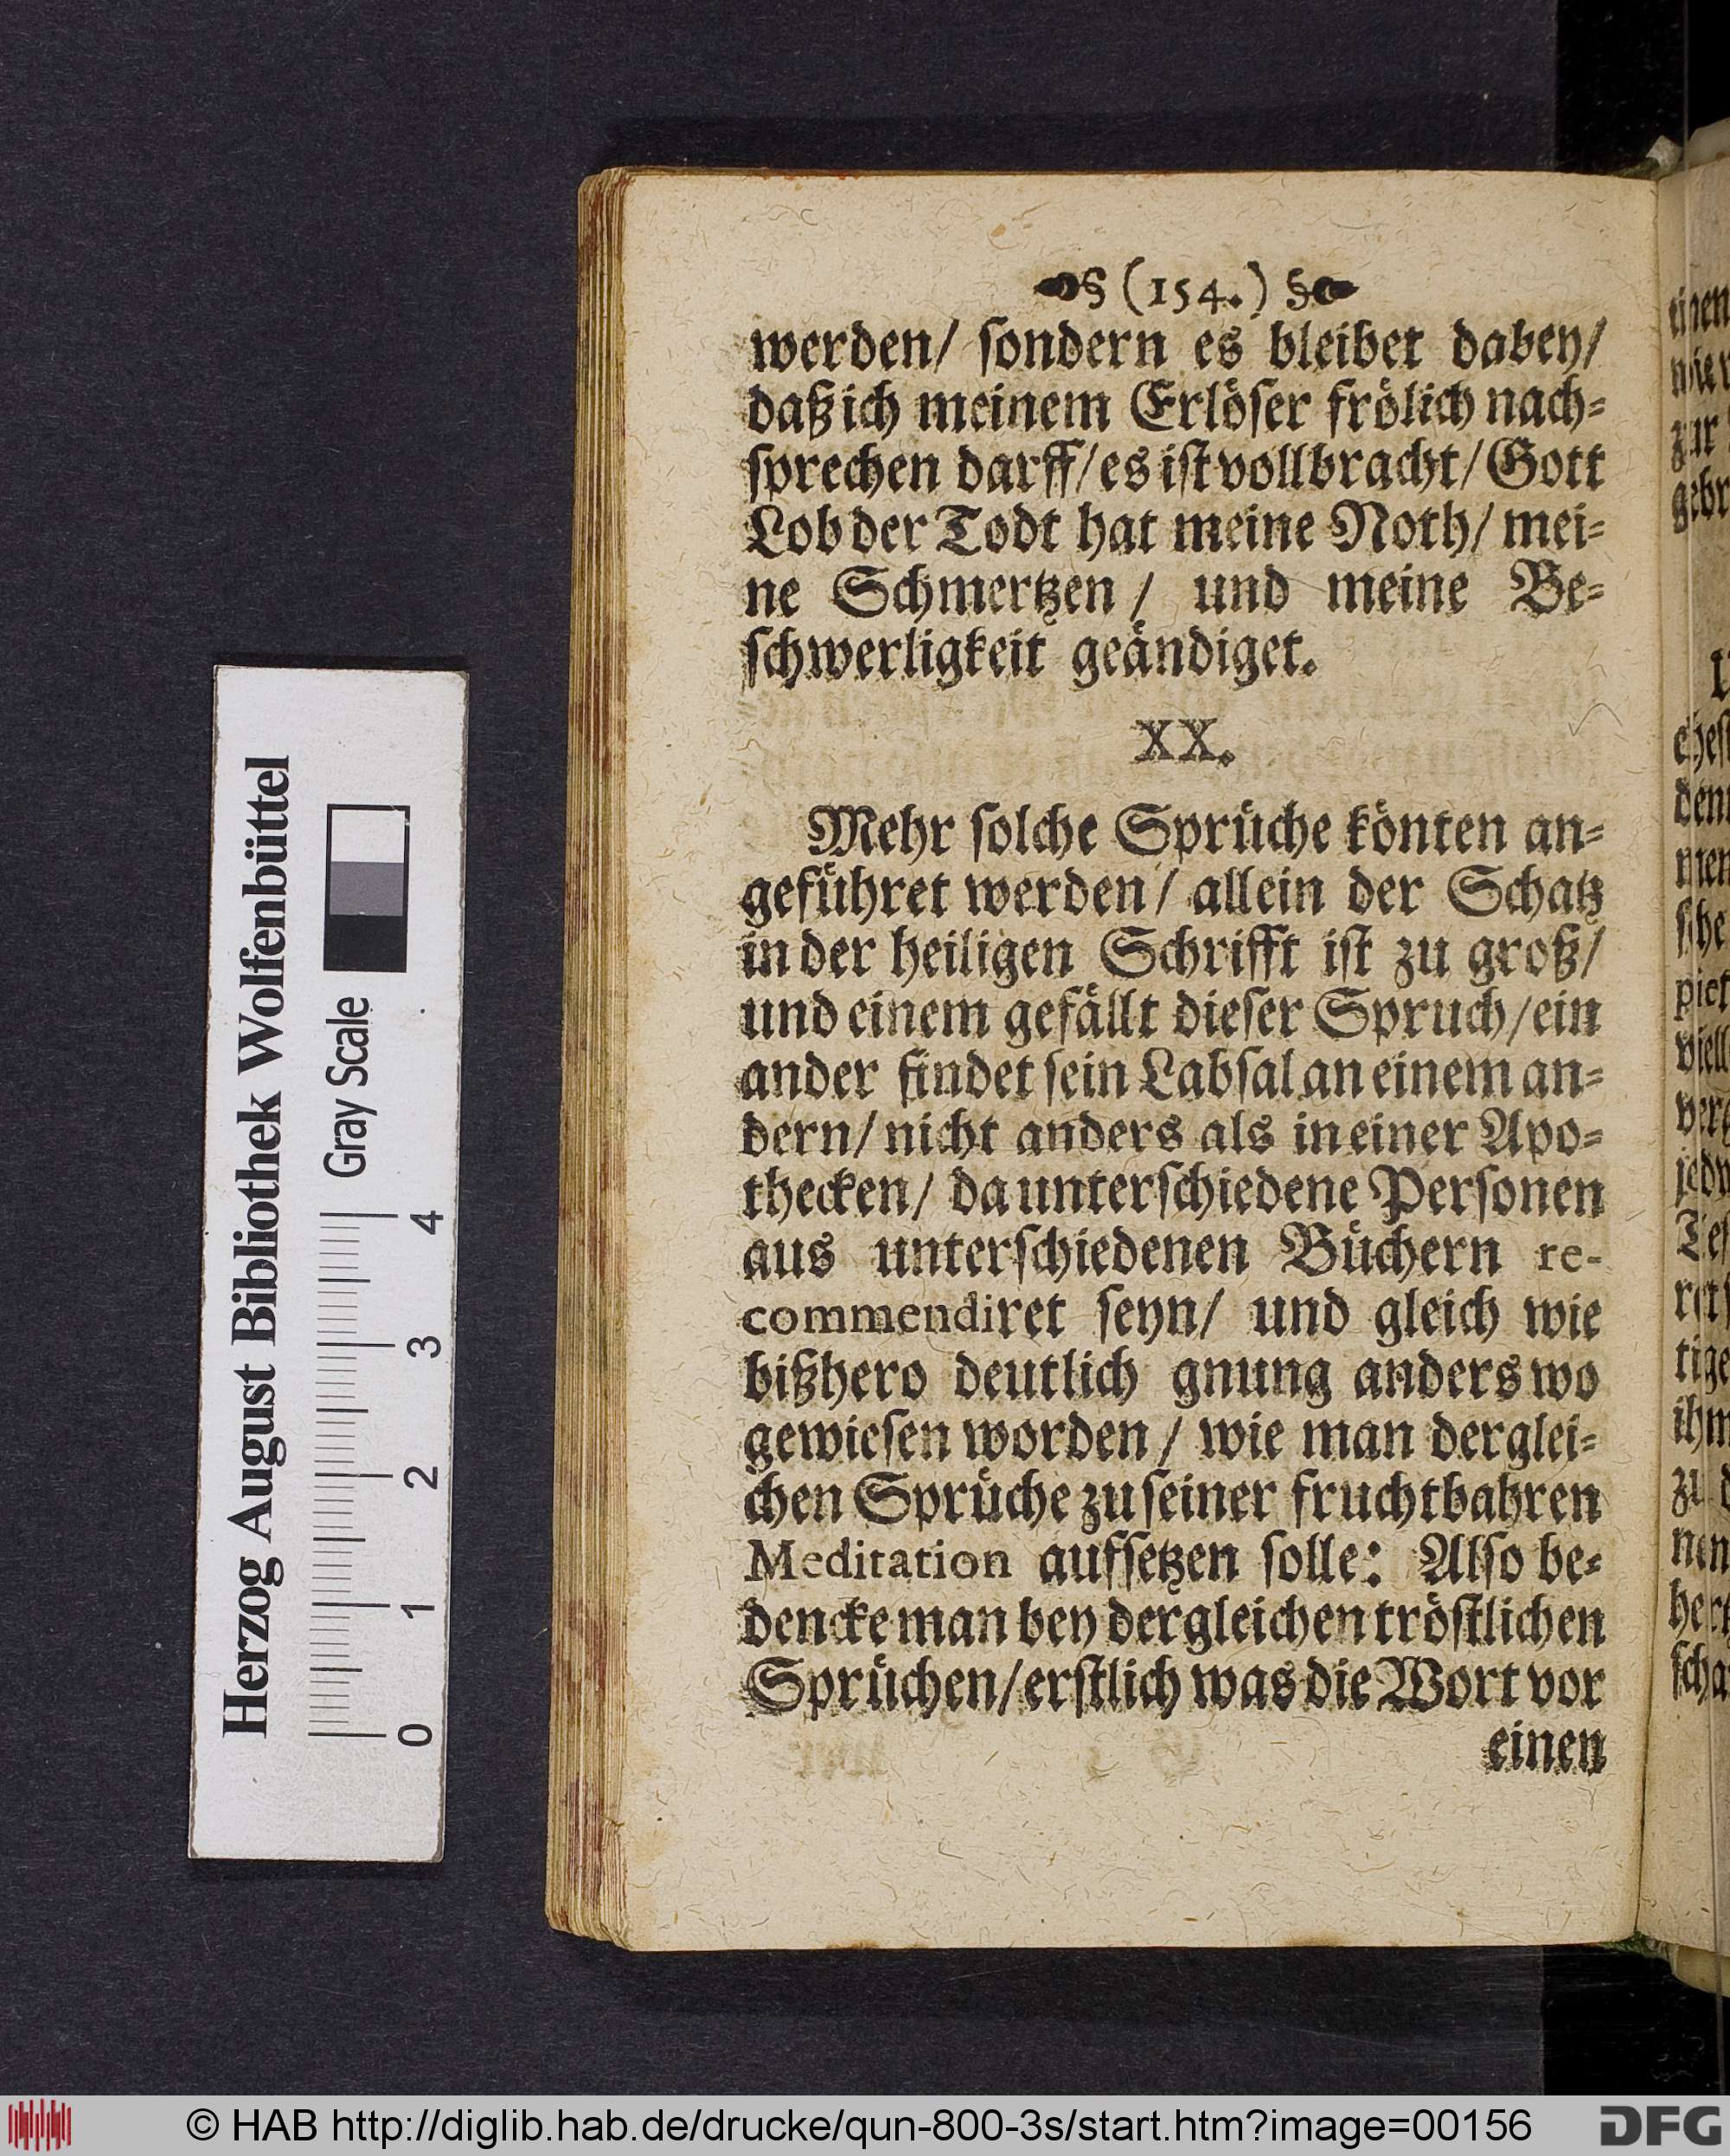 § (154.) §
werden/ ſondern es bleibet dabey/
daß ich meinem Erlöſer frölich nach=
ſprechen darff/ es iſt vollbracht/ Gott
Lob der Todt hat meine Noth/ mei=
ne Schmertzen / und meine Be=
ſchwerligkeit geändiget.
XX.
Mehr ſolche Sprüche könten an=
geführet werden/ allein der Schatz
in der heiligen Schrifft iſt zu groß/
und einem gefällt dieſer Spruch/ ein
ander findet ſein Labſal an einem an=
dern/ nicht anders als in einer Apo=
thecken/ da unterſchiedene Perſonen
aus unterſchiedenen Büchern re-
commendiret ſeyn/ und gleich wie
bißhero deutlich gnung anders wo
gewieſen worden / wie man derglei=
chen Sprüche zu ſeiner fruchtbahren
Meditation aufſetzen ſolle: Alſo be=
dencke man bey dergleichen tröſtlichen
Sprüchen/ erſtlich was die Wort vor
einen
Herzog August Bibliothek Wolfenbüttel
Gray Scale
0 1 2 3 4
© HAB http://diglib.hab.de/drucke/qun-800-3s/start.htm?image=00156
DFG